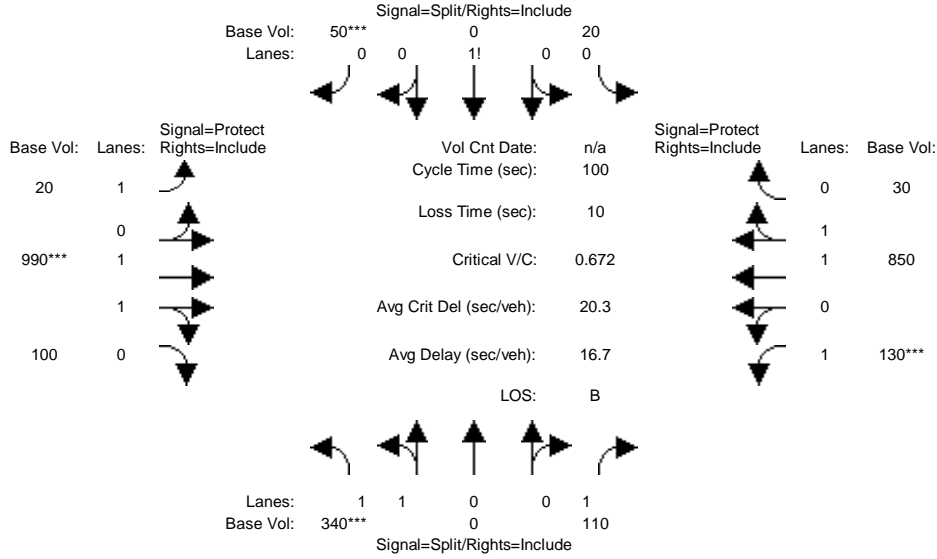 Signal=Split/Rights=Include
Base Vol: 50*** 0 20
Lanes: 0 0 1! 0 0
Signal=Protect Signal=Protect
Base Vol: Lanes: Rights=Include Vol Cnt Date: n/a Rights=Include Lanes: Base Vol:
Cycle Time (sec): 100
20 1 0 30
Loss Time (sec): 10
0 1
990*** 1 Critical V/C: 0.672 1 850
1 Avg Crit Del (sec/veh): 20.3 0
100 0 Avg Delay (sec/veh): 16.7 1 130***
LOS: B
Lanes: 1 1 0 0 1
Base Vol: 340*** 0 110
Signal=Split/Rights=Include